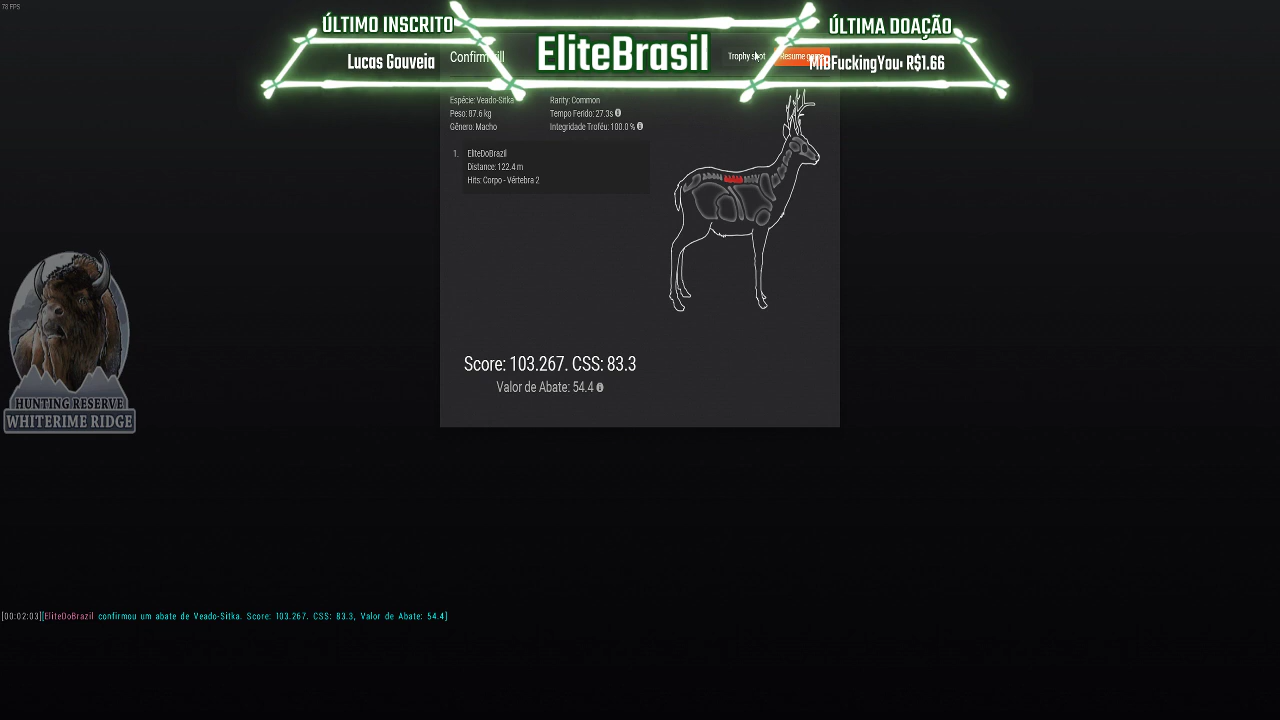 73 FPS
ÚLTIMO INSCRITO
ÚLTIMA DOAÇÃO
EliteBrasil
Lucas Gouveia
MIBFuckingYou• R$1.66
Confirm kill
Trophy shot
Resume
Espécie: Veado-Sitka
Rarity: Common
Peso: 87.6 kg
Tempo Ferido: 27.3s
Gênero: Macho
Integridade Troféu: 100.0 %
1. EliteDoBrazil
Distance: 122.4 m
Hits: Corpo - Vértebra 2
Score: 103.267. CSS: 83.3
Valor de Abate: 54.4
HUNTING RESERVE
WHITERIME RIDGE
[00:02:03][EliteDoBrazil confirmou um abate de Veado-Sitka. Score: 103.267. CSS: 83.3, Valor de Abate: 54.4]